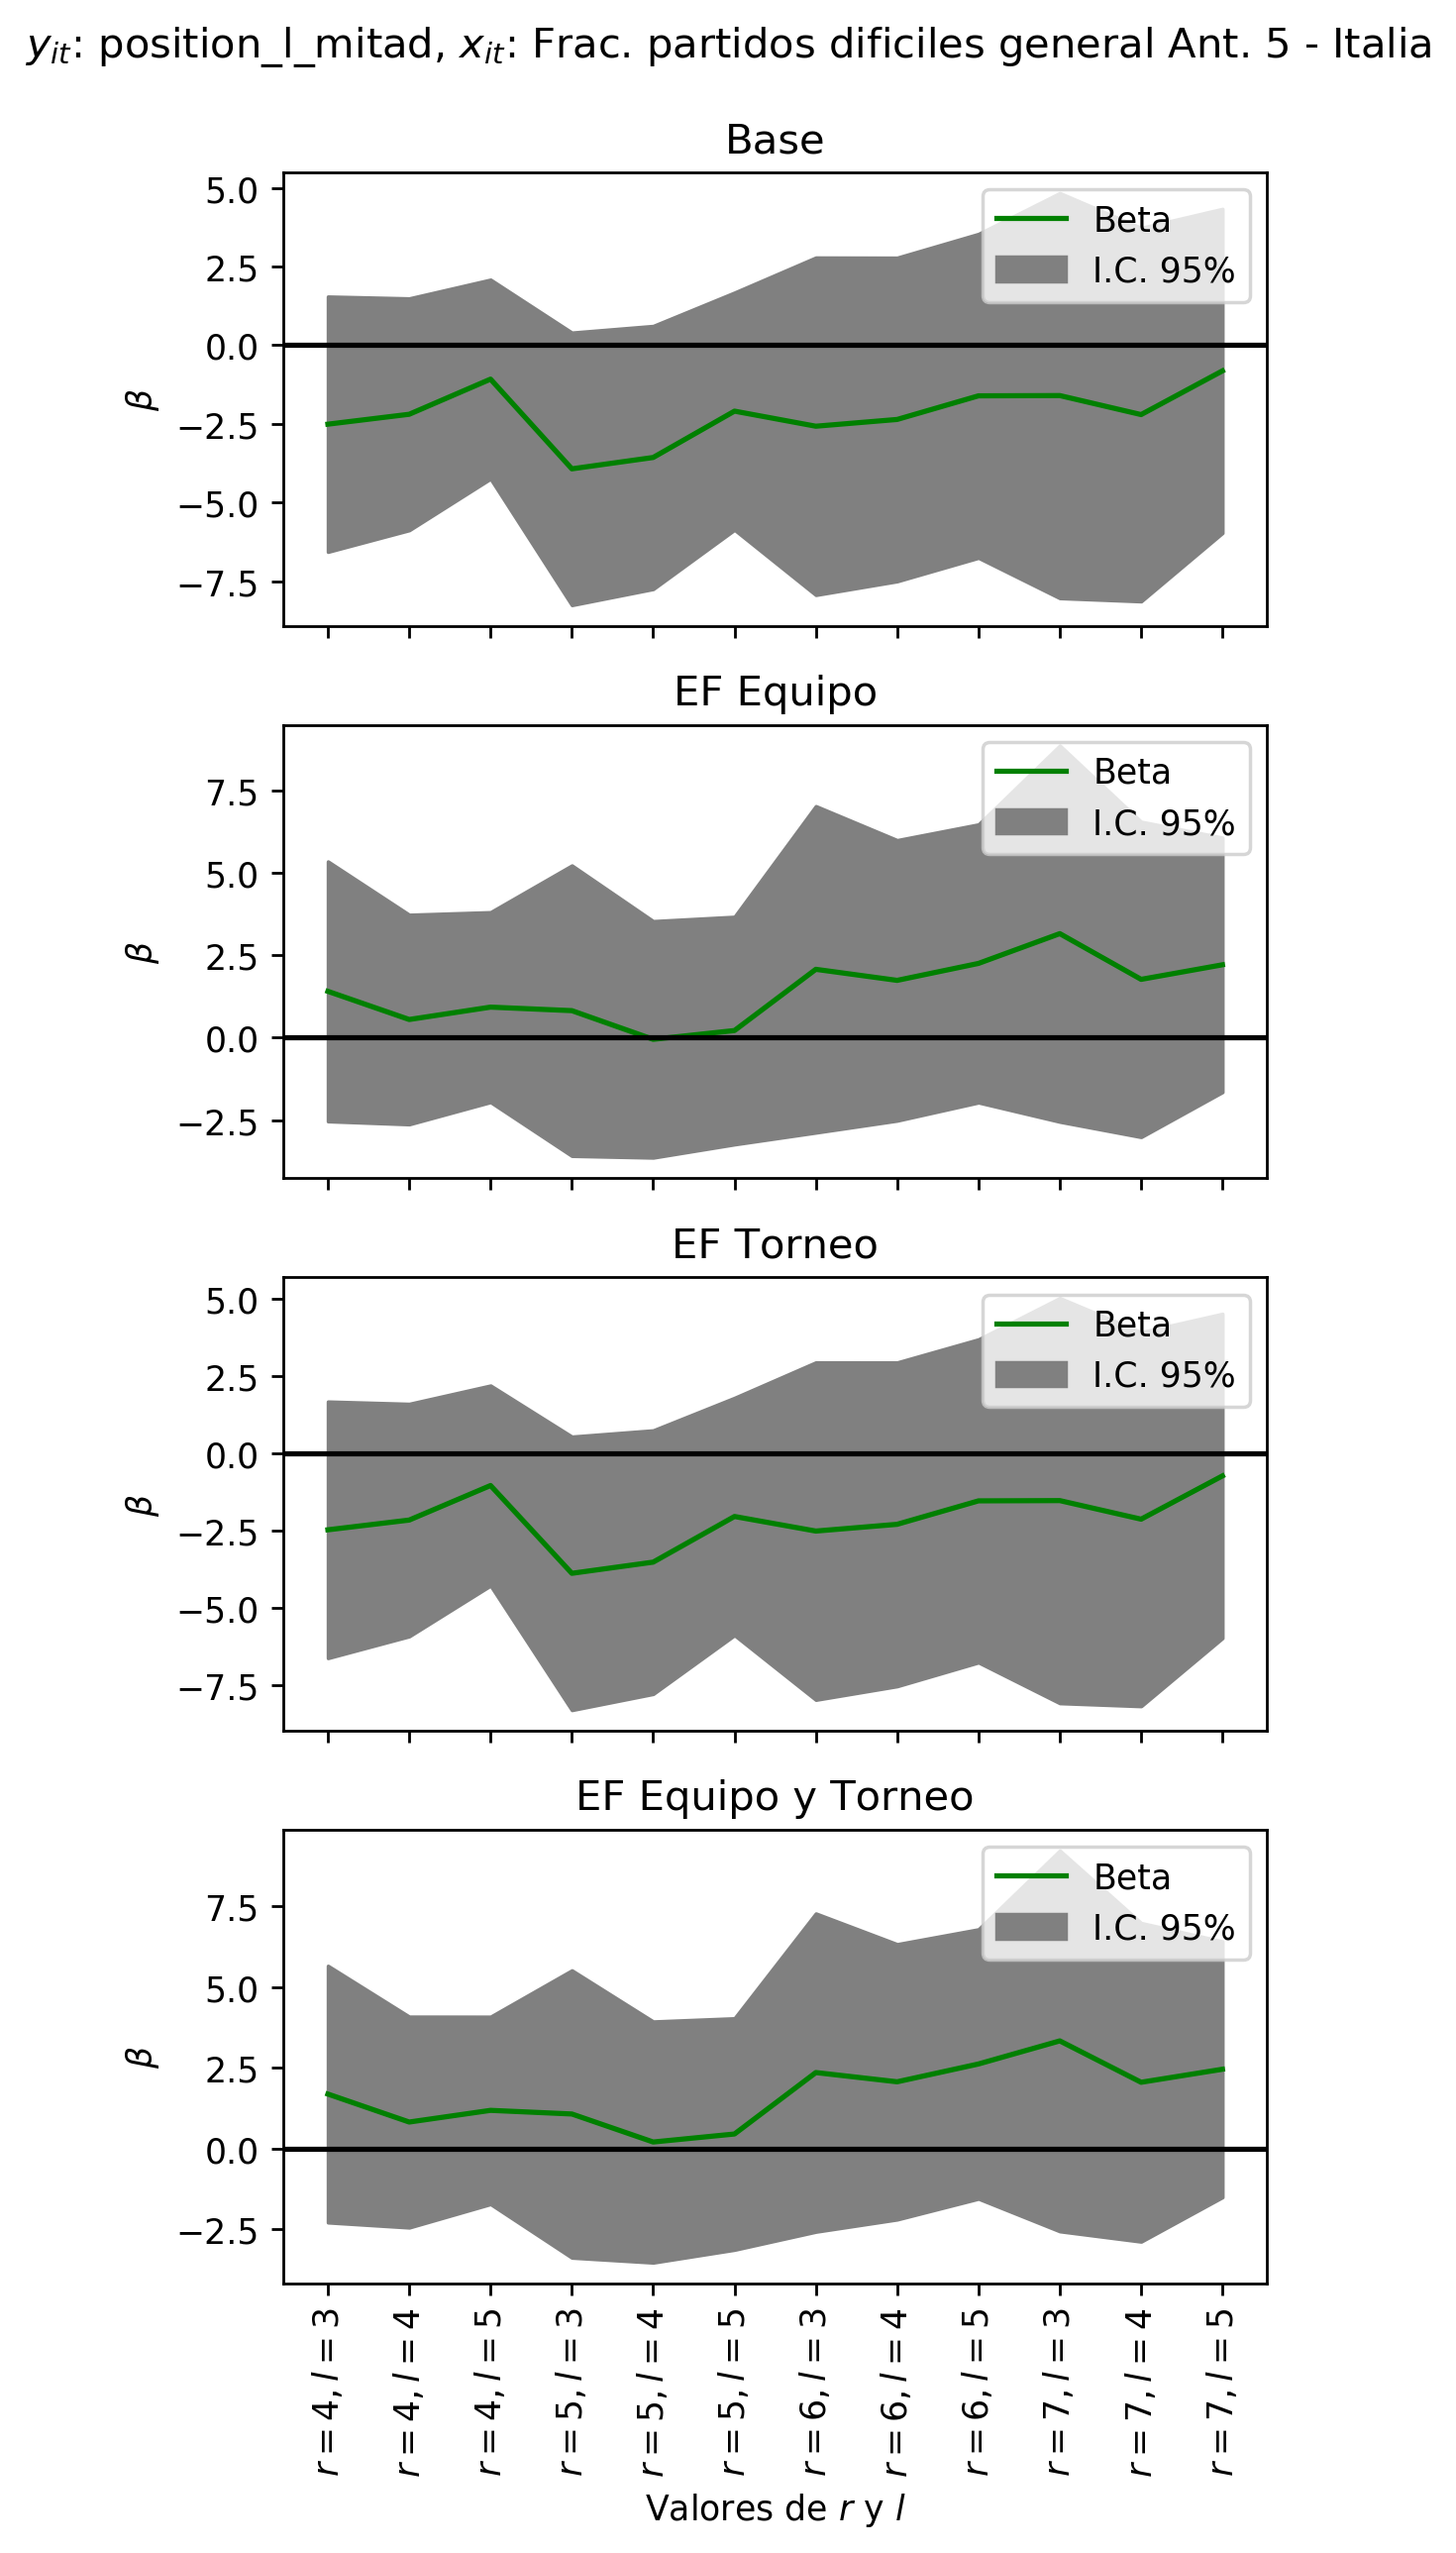 y_it: position_l_mitad, x_it: Frac. partidos dificiles general Ant. 5 - Italia
Base
5.0
2.5
0.0
−2.5
−5.0
−7.5
β
Beta
I.C. 95%
EF Equipo
7.5
5.0
2.5
0.0
−2.5
β
Beta
I.C. 95%
EF Torneo
5.0
2.5
0.0
−2.5
−5.0
−7.5
β
Beta
I.C. 95%
EF Equipo y Torneo
7.5
5.0
2.5
0.0
−2.5
β
Beta
I.C. 95%
r = 4, l = 3
r = 4, l = 4
r = 4, l = 5
r = 5, l = 3
r = 5, l = 4
r = 5, l = 5
r = 6, l = 3
r = 6, l = 4
r = 6, l = 5
r = 7, l = 3
r = 7, l = 4
r = 7, l = 5
Valores de r y l